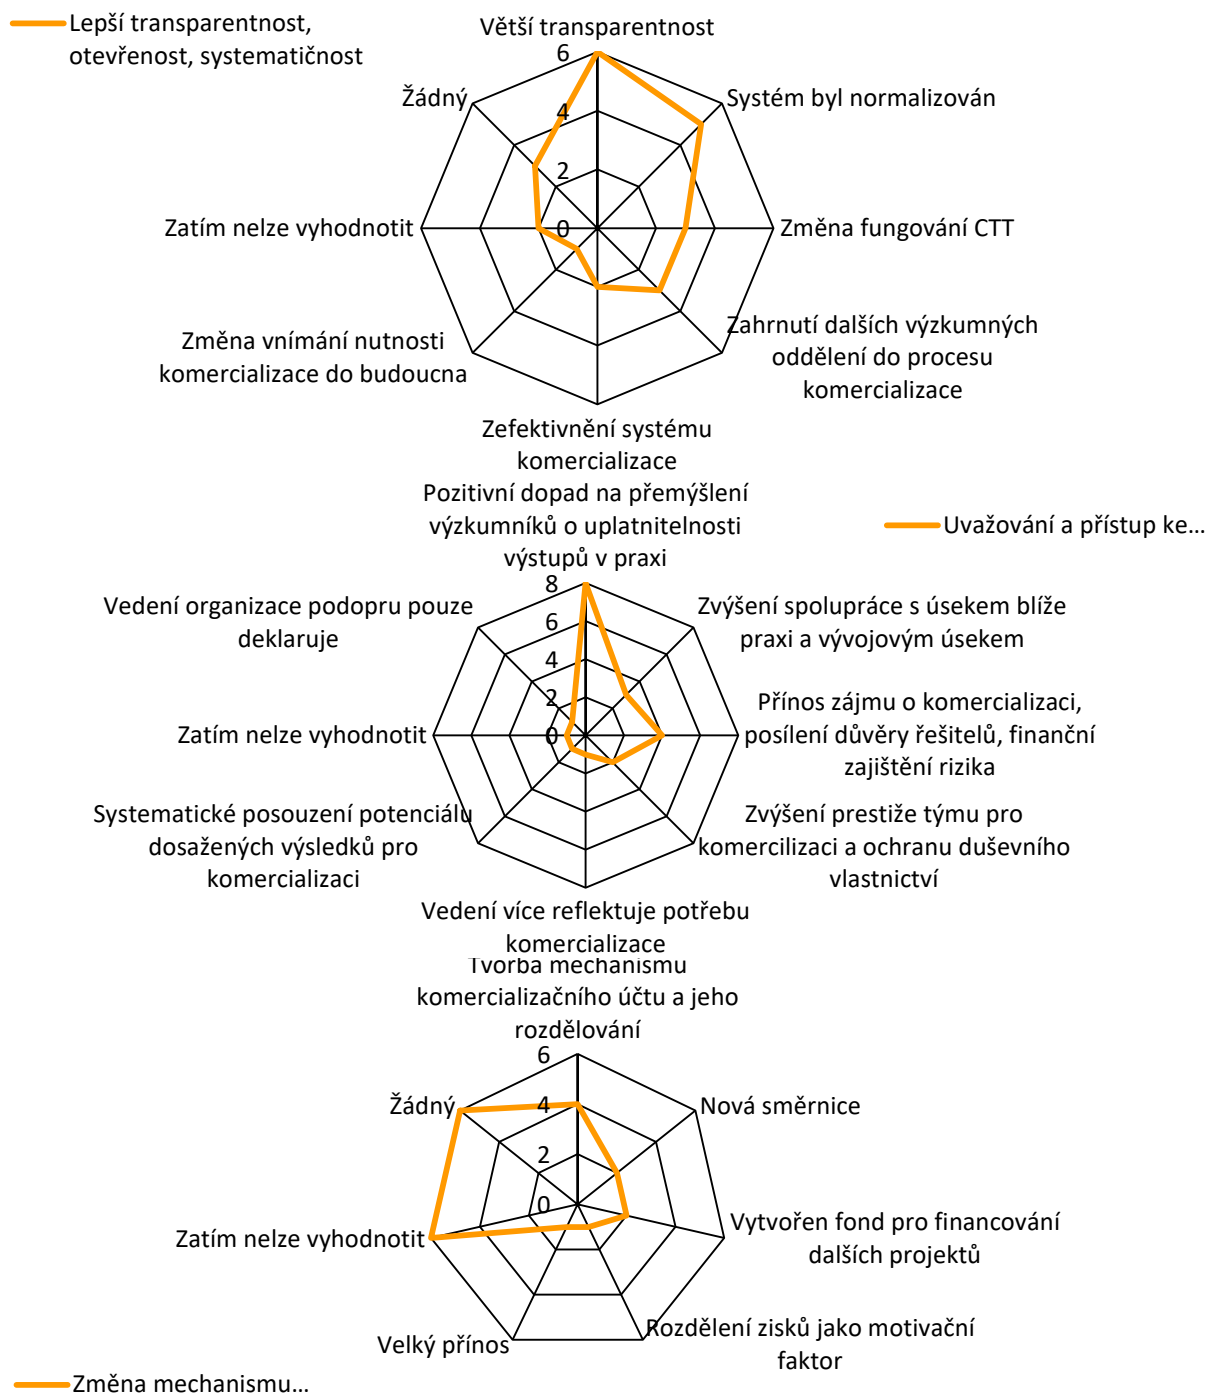 Lepší transparentnost,
otevřenost, systematičnost
Větší transparentnost
Systém byl normalizován
Změna fungování CTT
Zahrnutí dalších výzkumných
oddělení do procesu
komercializace
Zefektivnění systému
komercializace
Změna vnímání nutnosti
komercializace do budoucna
Zatím nelze vyhodnotit
Žádný
6
4
2
0
Uvažování a přístup ke…
Pozitivní dopad na přemýšlení
výzkumníků o uplatnitelnosti
výstupů v praxi
Zvýšení spolupráce s úsekem blíže
praxi a vývojovým úsekem
Přínos zájmu o komercializaci,
posílení důvěry řešitelů, finanční
zajištění rizika
Zvýšení prestiže týmu pro
komercilizaci a ochranu duševního
vlastnictví
Vedení více reflektuje potřebu
komercializace
Systematické posouzení potenciálu
dosažených výsledků pro
komercializaci
Zatím nelze vyhodnotit
Vedení organizace podopru pouze
deklaruje
8
6
4
2
0
Tvorba mechanismu
komercializačního účtu a jeho
rozdělování
Nová směrnice
Vytvořen fond pro financování
dalších projektů
Rozdělení zisků jako motivační
faktor
Velký přínos
Zatím nelze vyhodnotit
Žádný
6
4
2
0
Změna mechanismu…